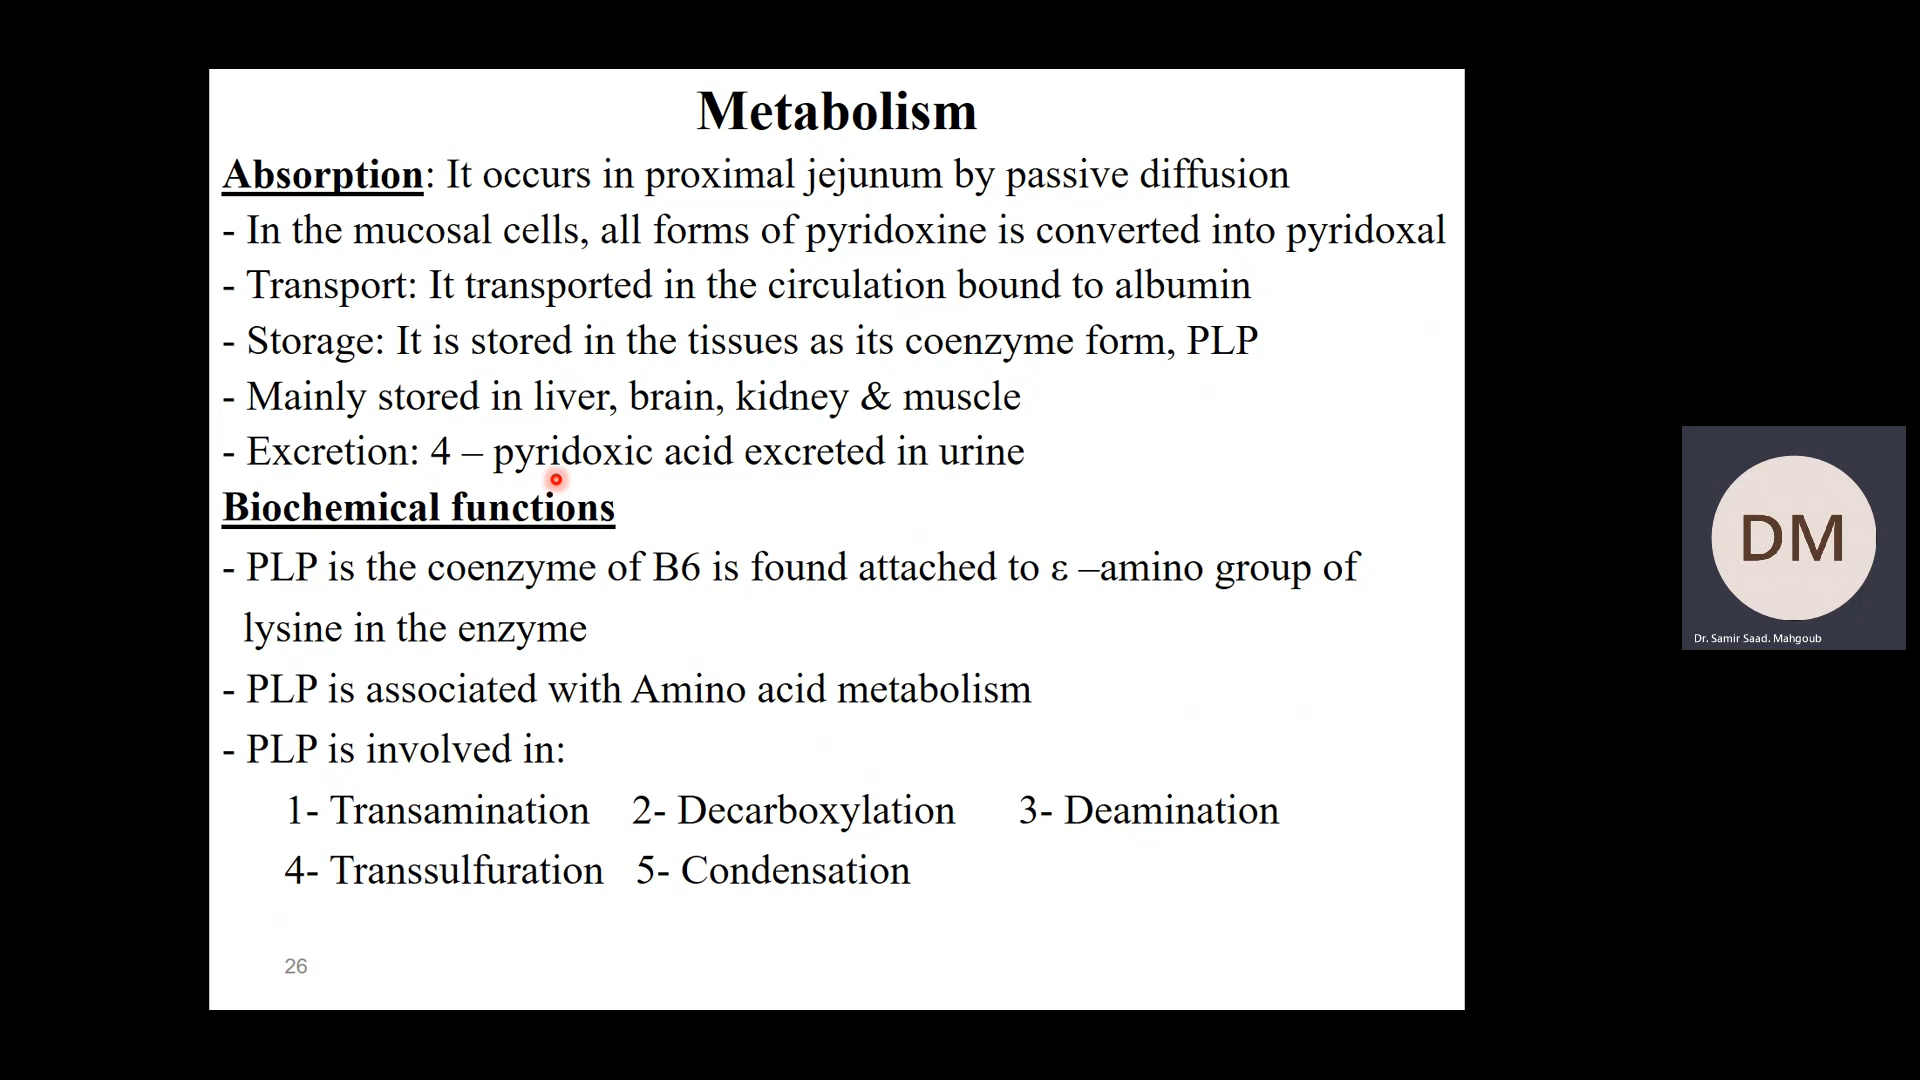 Metabolism
Absorption: It occurs in proximal jejunum by passive diffusion
- In the mucosal cells, all forms of pyridoxine is converted into pyridoxal
- Transport: It transported in the circulation bound to albumin
- Storage: It is stored in the tissues as its coenzyme form, PLP
- Mainly stored in liver, brain, kidney & muscle
- Excretion: 4 – pyridoxic acid excreted in urine
Biochemical functions
- PLP is the coenzyme of B6 is found attached to ε –amino group of
lysine in the enzyme
- PLP is associated with Amino acid metabolism
- PLP is involved in:
1- Transamination 2- Decarboxylation 3- Deamination
4- Transsulfuration 5- Condensation
26
DM
Dr. Samir Saad. Mahgoub